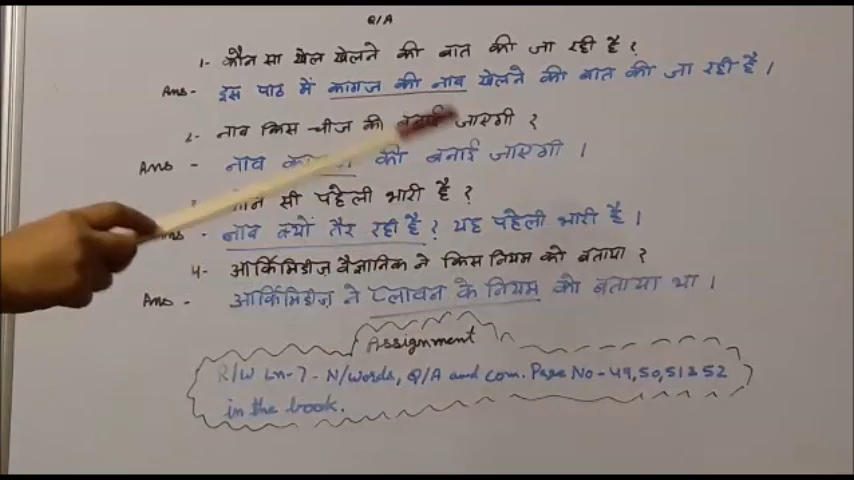 Q/A
1- कौन सा खेल खेलने की बात की जा रही है ?
Ans- इस पाठ में कागज की नाव खेलने की बात की जा रही है ।
2- नाव किस चीज की जाएगी ?
Ans - नाव की बनाई जाएगी ।
सी पहेली भारी है ?
- नाव क्यों तैर रही है ? यह पहेली भारी है ।
4- आर्किमिडीज़ वैज्ञानिक ने किस नियम को बताया ?
Ans - आर्किमिडीज़ ने प्लावन के नियम को बताया था ।
Assignment
R/W Ln-7 - N/words, Q/A and com. Page No - 49,50,51 & 52
in the book.